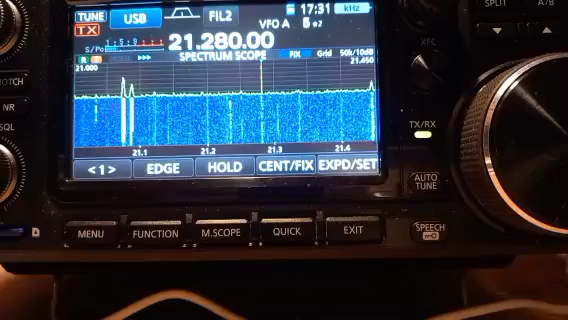 SPLIT A/B
TUNE USB FIL2 17:31 kHz
TX VFO A
S/Po 21.280.00
SPECTRUM SCOPE FIX Grid 50k/10dB
21.000 21.450
XFC
NOTCH
NR
SQL
TX/RX
21.1 21.2 21.3 21.4
<1> EDGE HOLD CENT/FIX EXPD/SET
AUTO
TUNE
MENU FUNCTION M.SCOPE QUICK EXIT
SPEECH